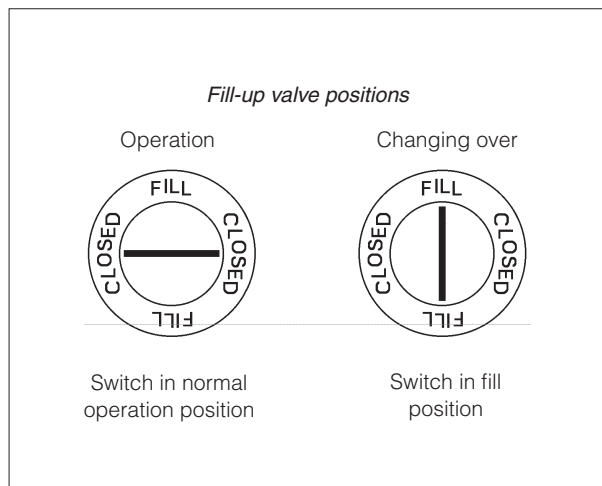 Fill-up valve positions
Operation
Changing over
FILL
CLOSED
CLOSED
FILL
FILL
CLOSED
CLOSED
FILL
Switch in normal
operation position
Switch in fill
position